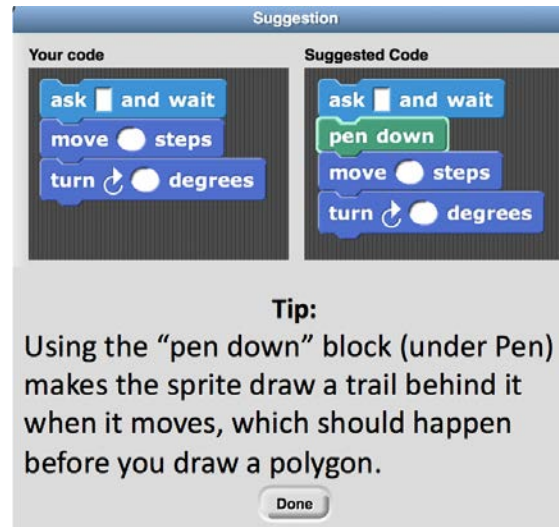 Suggestion
Your code
ask and wait
move steps
turn degrees
Suggested Code
ask and wait
pen down
move steps
turn degrees
Tip:
Using the “pen down” block (under Pen)
makes the sprite draw a trail behind it
when it moves, which should happen
before you draw a polygon.
Done